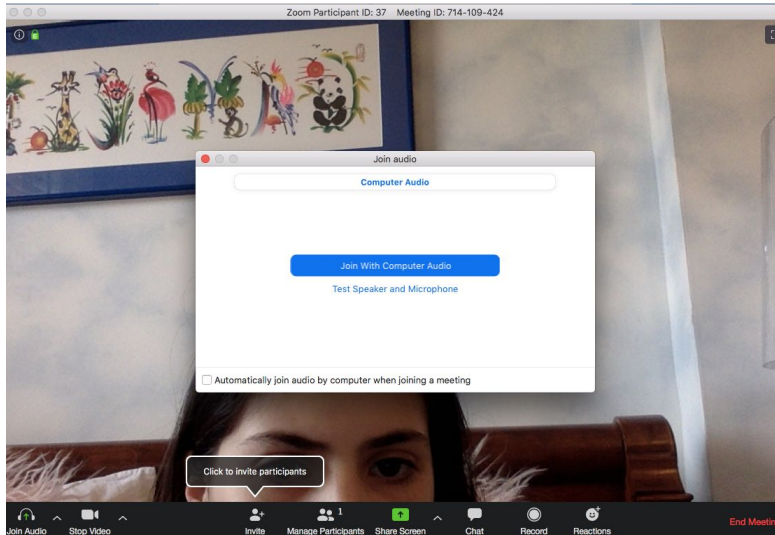 Zoom Participant ID: 37 Meeting ID: 714-109-424
Join audio
Computer Audio
Join With Computer Audio
Test Speaker and Microphone
Automatically join audio by computer when joining a meeting
Click to invite participants
1
Join Audio
Stop Video
Invite
Manage Participants
Share Screen
Chat
Record
Reactions
End Meetin